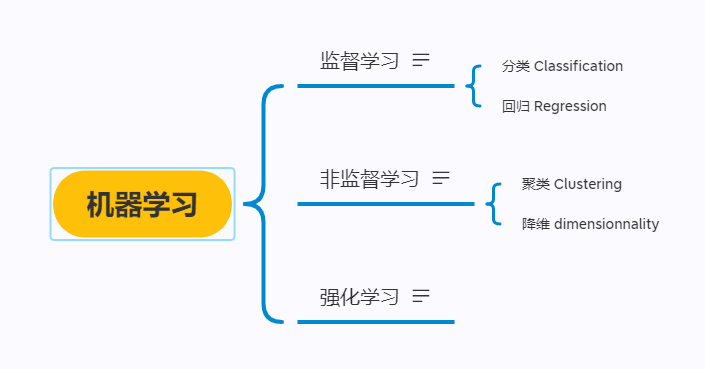 机器学习
监督学习
分类 Classification
回归 Regression
非监督学习
聚类 Clustering
降维 dimensionnality
强化学习